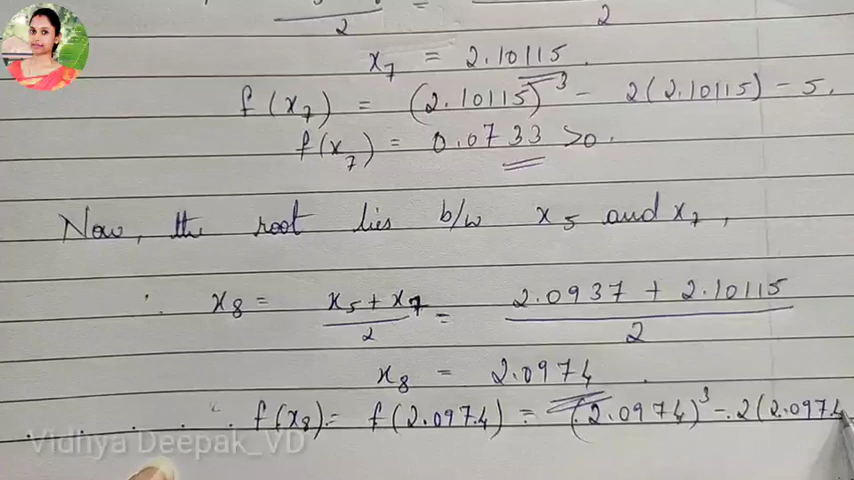 2 = 2
x₇ = 2.10115.
f(x₇) = (2.10115)³ - 2(2.10115) - 5.
f(x₇) = 0.0733 >0.
Now, the root lies b/w x₅ and x₇,
∴ x₈ = x₅ + x₇ / 2 = 2.0937 + 2.10115 / 2
x₈ = 2.0974.
∴ f(x₈) = f(2.0974) = (2.0974)³ - 2(2.0974
Vidhya Deepak_VD